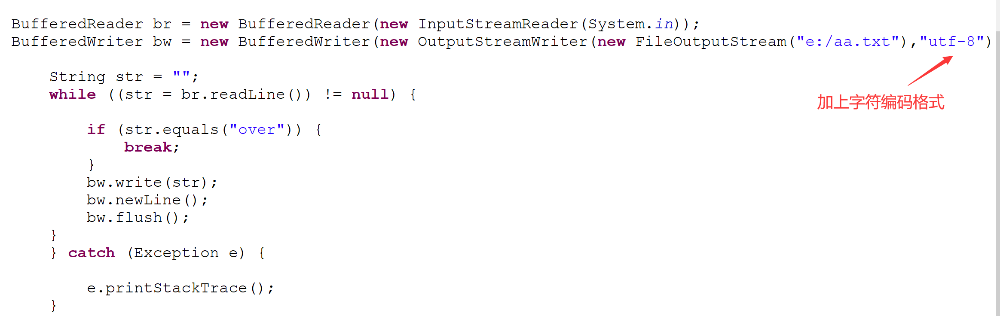 BufferedReader br = new BufferedReader(new InputStreamReader(System.in));
BufferedWriter bw = new BufferedWriter(new OutputStreamWriter(new FileOutputStream("e:/aa.txt"),"utf-8")
String str = "";
while ((str = br.readLine()) != null) {
加上字符编码格式
if (str.equals("over")) {
break;
}
bw.write(str);
bw.newLine();
bw.flush();
}
} catch (Exception e) {
e.printStackTrace();
}